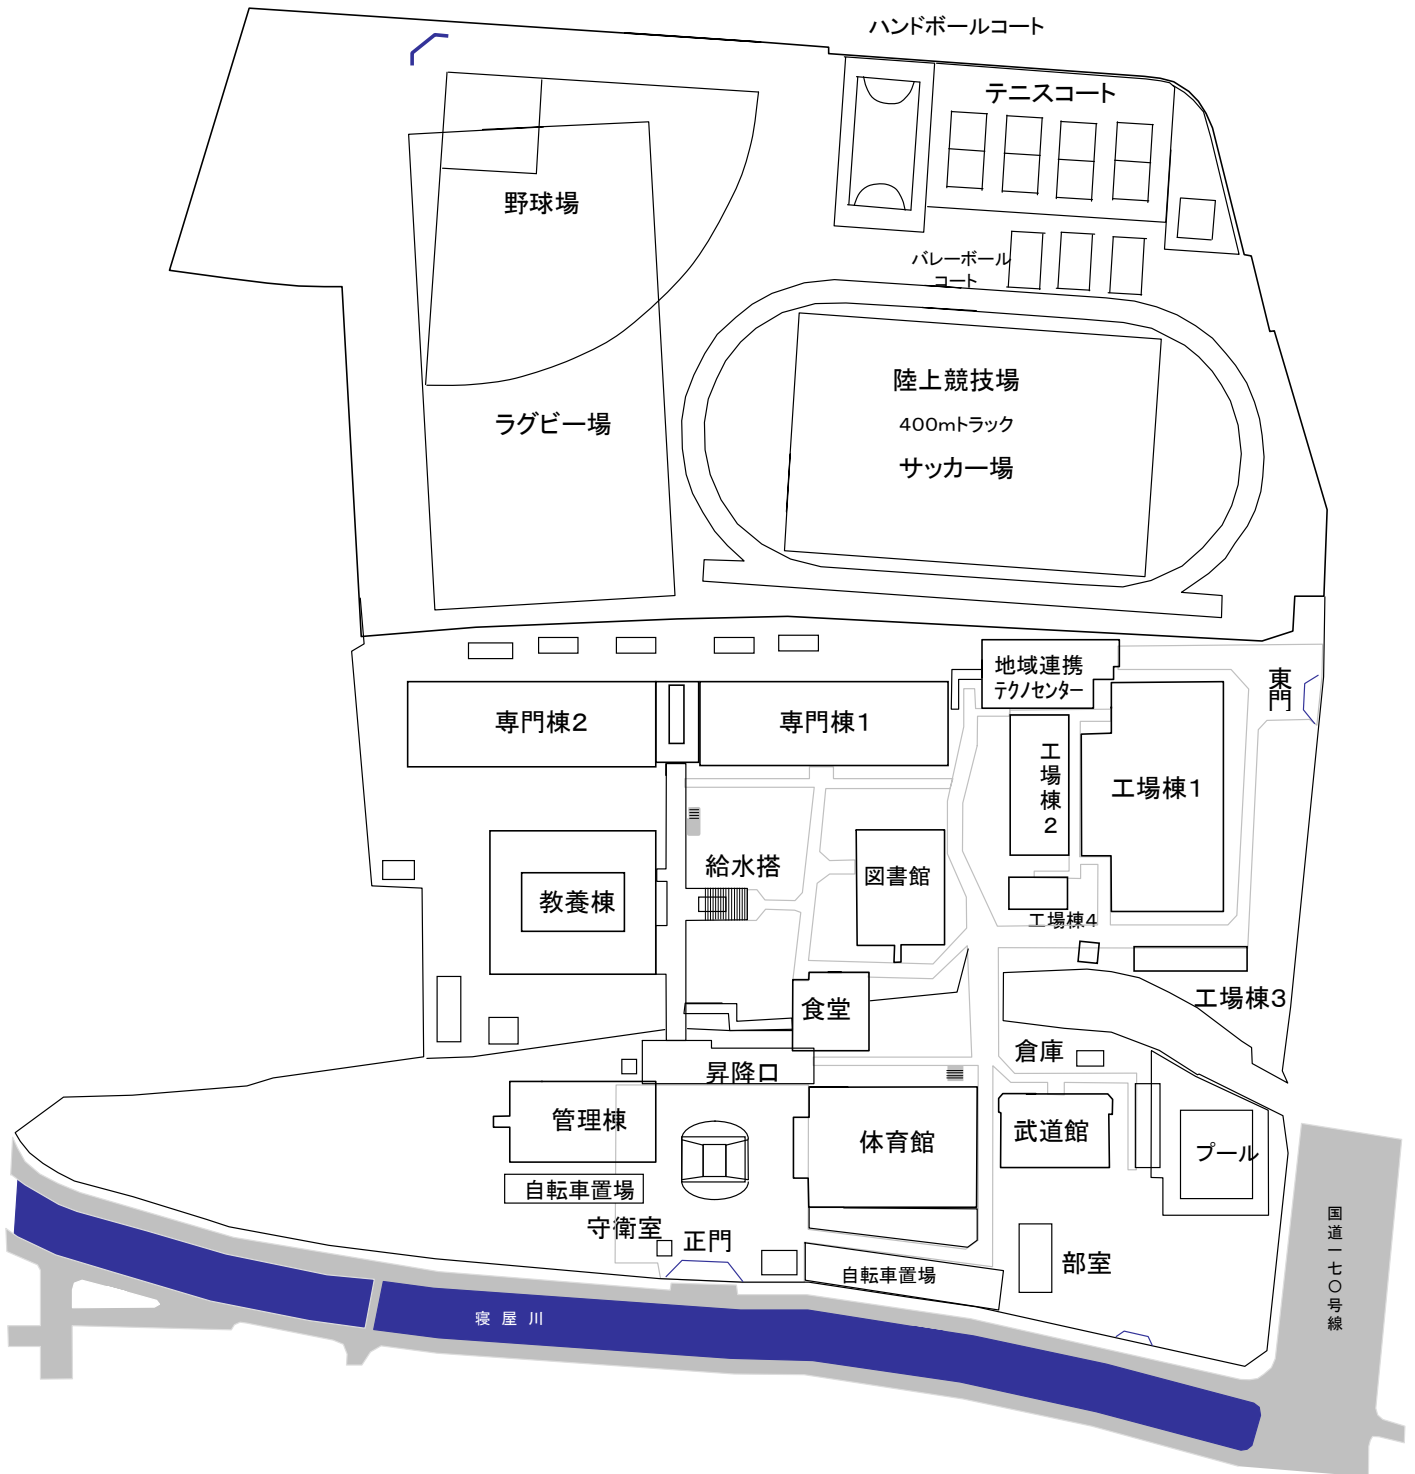 ハンドボールコート
テニスコート
野球場
バレーボール
コート
陸上競技場
400mトラック
サッカー場
ラグビー場
地域連携
テクノセンター
東門
専門棟2
専門棟1
工場棟2
工場棟1
給水塔
図書館
教養棟
工場棟4
工場棟3
食堂
倉庫
昇降口
管理棟
体育館
武道館
プール
自転車置場
守衛室
正門
自転車置場
部室
国道一七〇号線
寝屋川